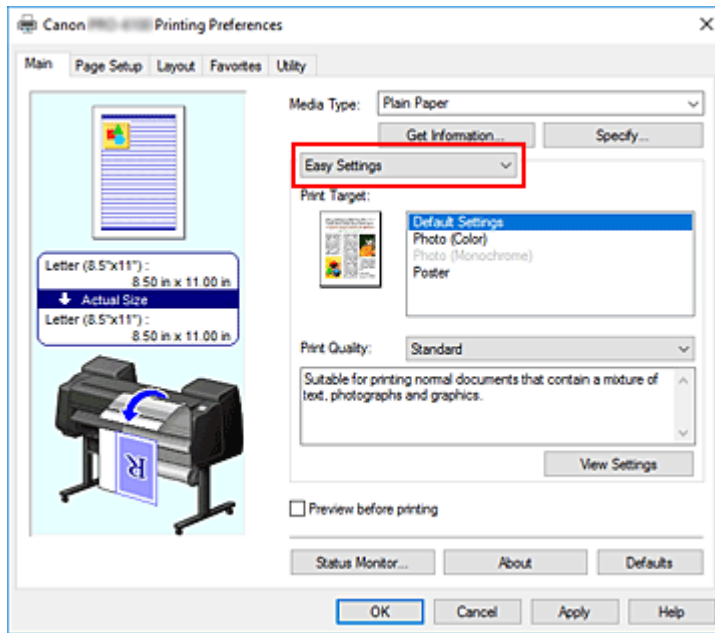 Canon Printing Preferences
Main Page Setup Layout Favorites Utility
Media Type: Plain Paper
Get Information... Specify...
Easy Settings
Print Target:
Default Settings
Photo (Color)
Photo (Monochrome)
Poster
Letter (8.5"x11") :
8.50 in x 11.00 in
Actual Size
Letter (8.5"x11") :
8.50 in x 11.00 in
Print Quality: Standard
Suitable for printing normal documents that contain a mixture of
text, photographs and graphics.
R
View Settings
Preview before printing
Status Monitor... About Defaults
OK Cancel Apply Help